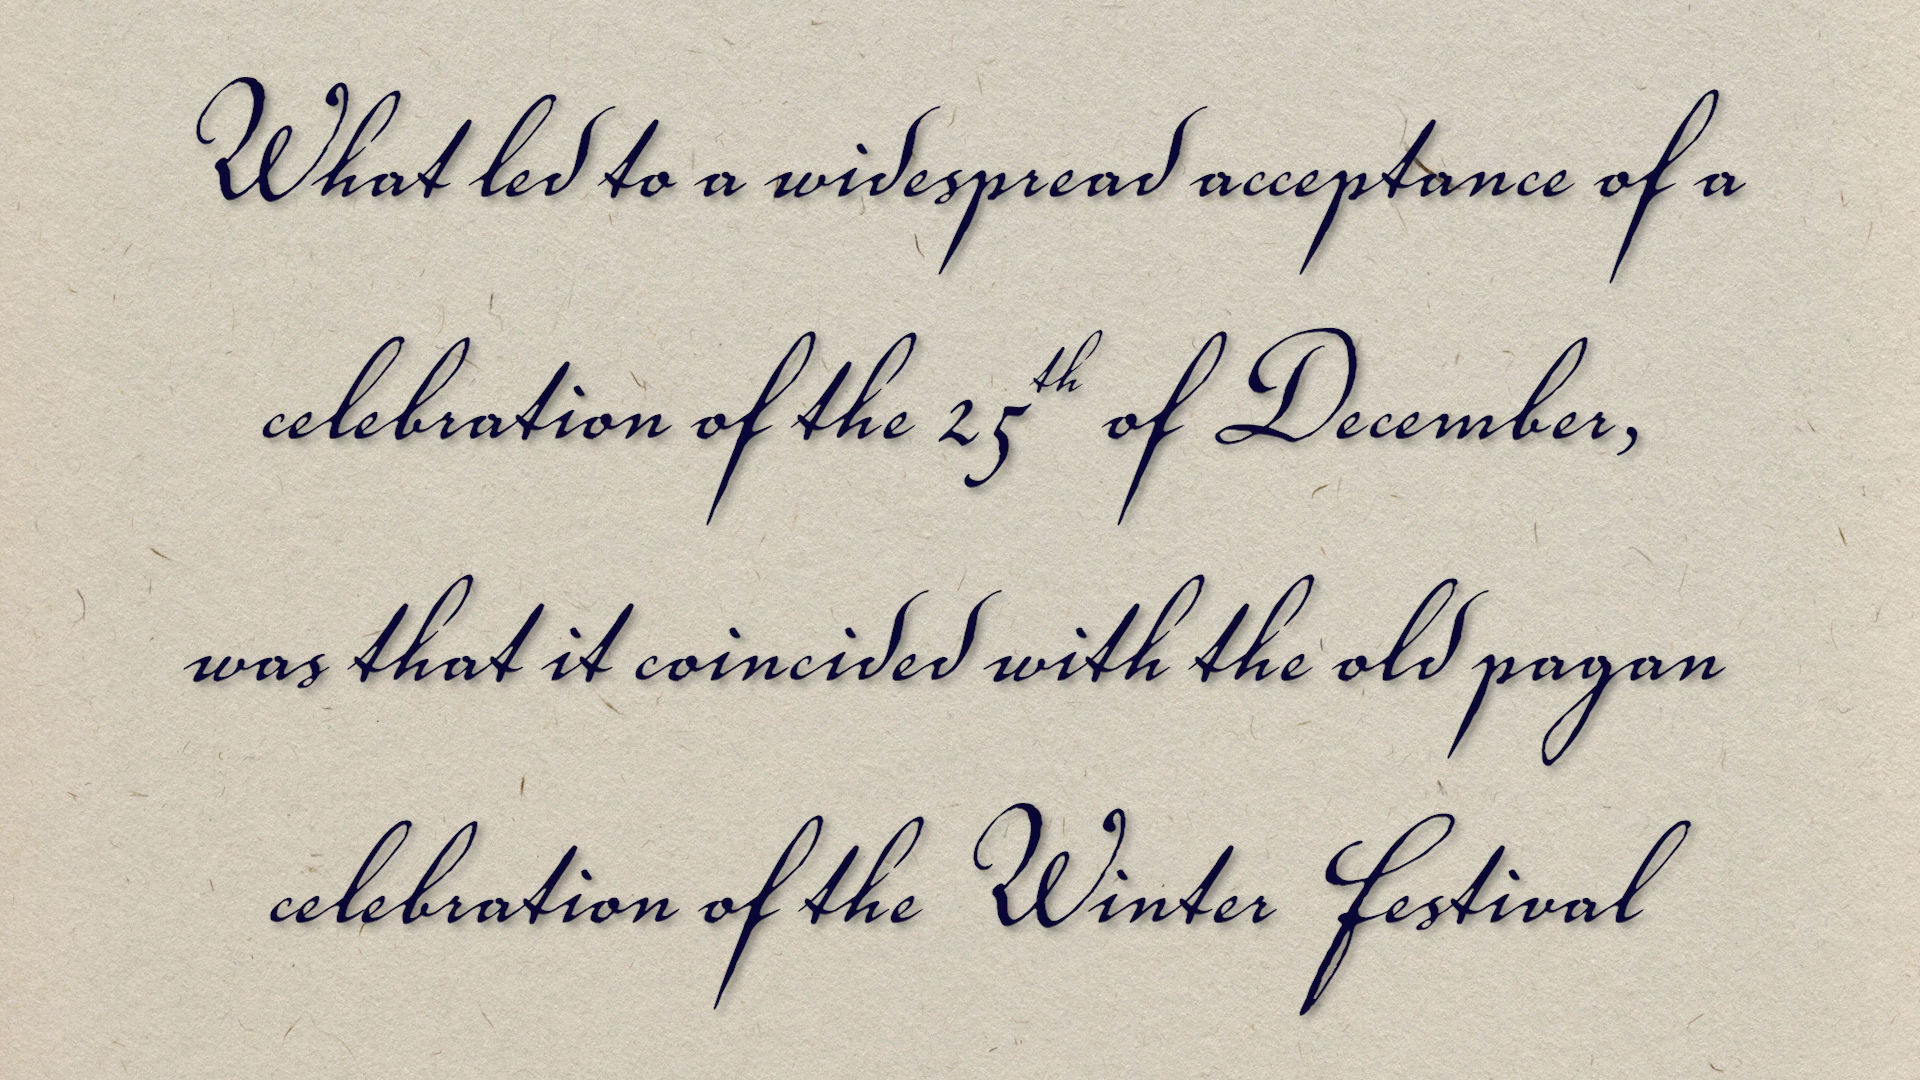 What led to a widespread acceptance of a
celebration of the 25th of December,
was that it coincided with the old pagan
celebration of the Winter Festival